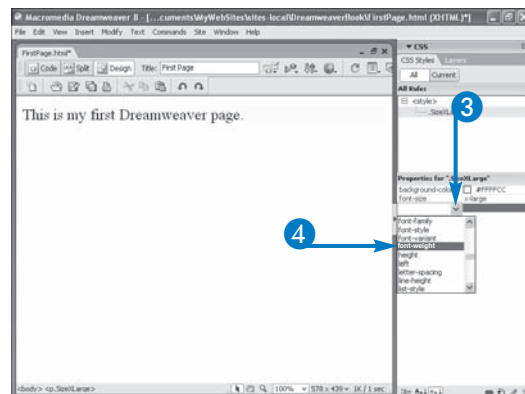 Macromedia Dreamweaver 8 - [...cuments\MyWebSites\sites-local\DreamweaverBook\FirstPage.html (XHTML)*]
File Edit View Insert Modify Text Commands Site Window Help
FirstPage.html*
Code Split Design Title: First Page
This is my first Dreamweaver page.
<body> <p.SizeXLarge> 100% 578 x 439 1K / 1 sec
CSS
CSS Styles Layers
All Current
All Rules
<style>
3
Properties for ".SizeXLarge"
#FFFFCC
font-size x-large
4
font-family
font-style
font-variant
font-weight
height
left
letter-spacing
line-height
list-style